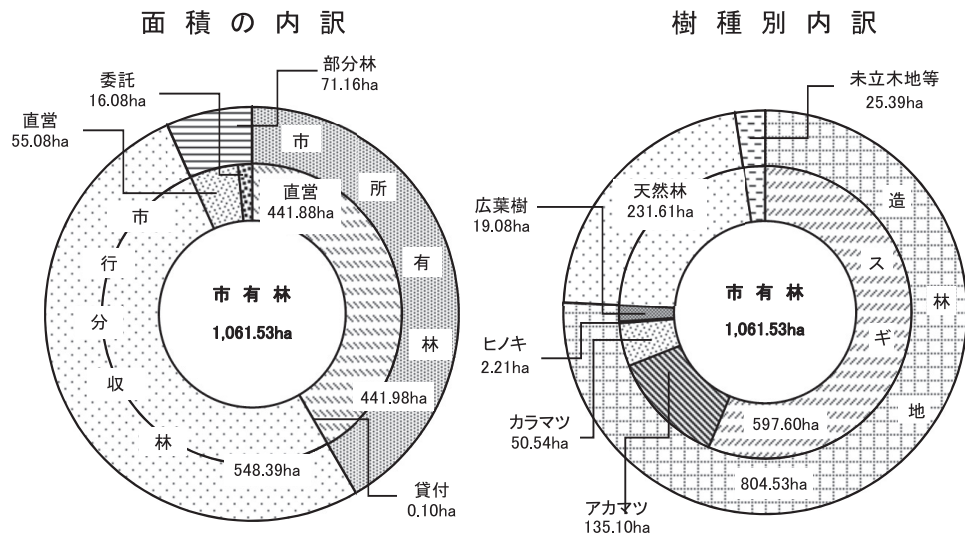 面積の内訳
部分林
71.16ha
委託
16.08ha
直営
55.08ha
直営
441.88ha
市所有林
441.98ha
市行分収林
548.39ha
貸付
0.10ha
市有林
1,061.53ha
樹種別内訳
未立木地等
25.39ha
天然林
231.61ha
広葉樹
19.08ha
ヒノキ
2.21ha
カラマツ
50.54ha
アカマツ
135.10ha
スギ
597.60ha
造林地
804.53ha
市有林
1,061.53ha